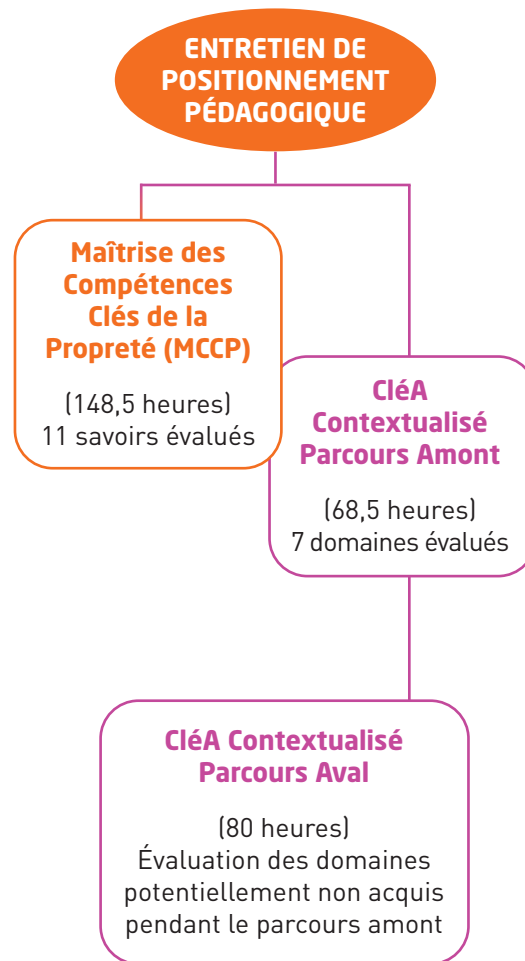 ENTRETIEN DE
POSITIONNEMENT
PÉDAGOGIQUE
Maîtrise des
Compétences
Clés de la
Propreté (MCCP)
(148,5 heures)
11 savoirs évalués
CléA
Contextualisé
Parcours Amont
(68,5 heures)
7 domaines évalués
CléA Contextualisé
Parcours Aval
(80 heures)
Évaluation des domaines
potentiellement non acquis
pendant le parcours amont